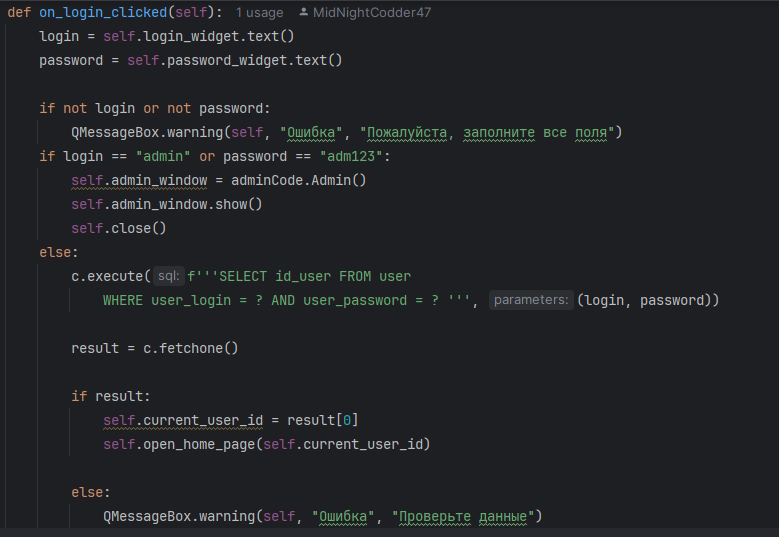 def on_login_clicked(self): 1 usage MidNightCodder47
login = self.login_widget.text()
password = self.password_widget.text()
if not login or not password:
QMessageBox.warning(self, "Ошибка", "Пожалуйста, заполните все поля")
if login == "admin" or password == "adm123":
self.admin_window = adminCode.Admin()
self.admin_window.show()
self.close()
else:
c.execute( sql: f'''SELECT id_user FROM user
WHERE user_login = ? AND user_password = ? ''', parameters: (login, password))
result = c.fetchone()
if result:
self.current_user_id = result[0]
self.open_home_page(self.current_user_id)
else:
QMessageBox.warning(self, "Ошибка", "Проверьте данные")